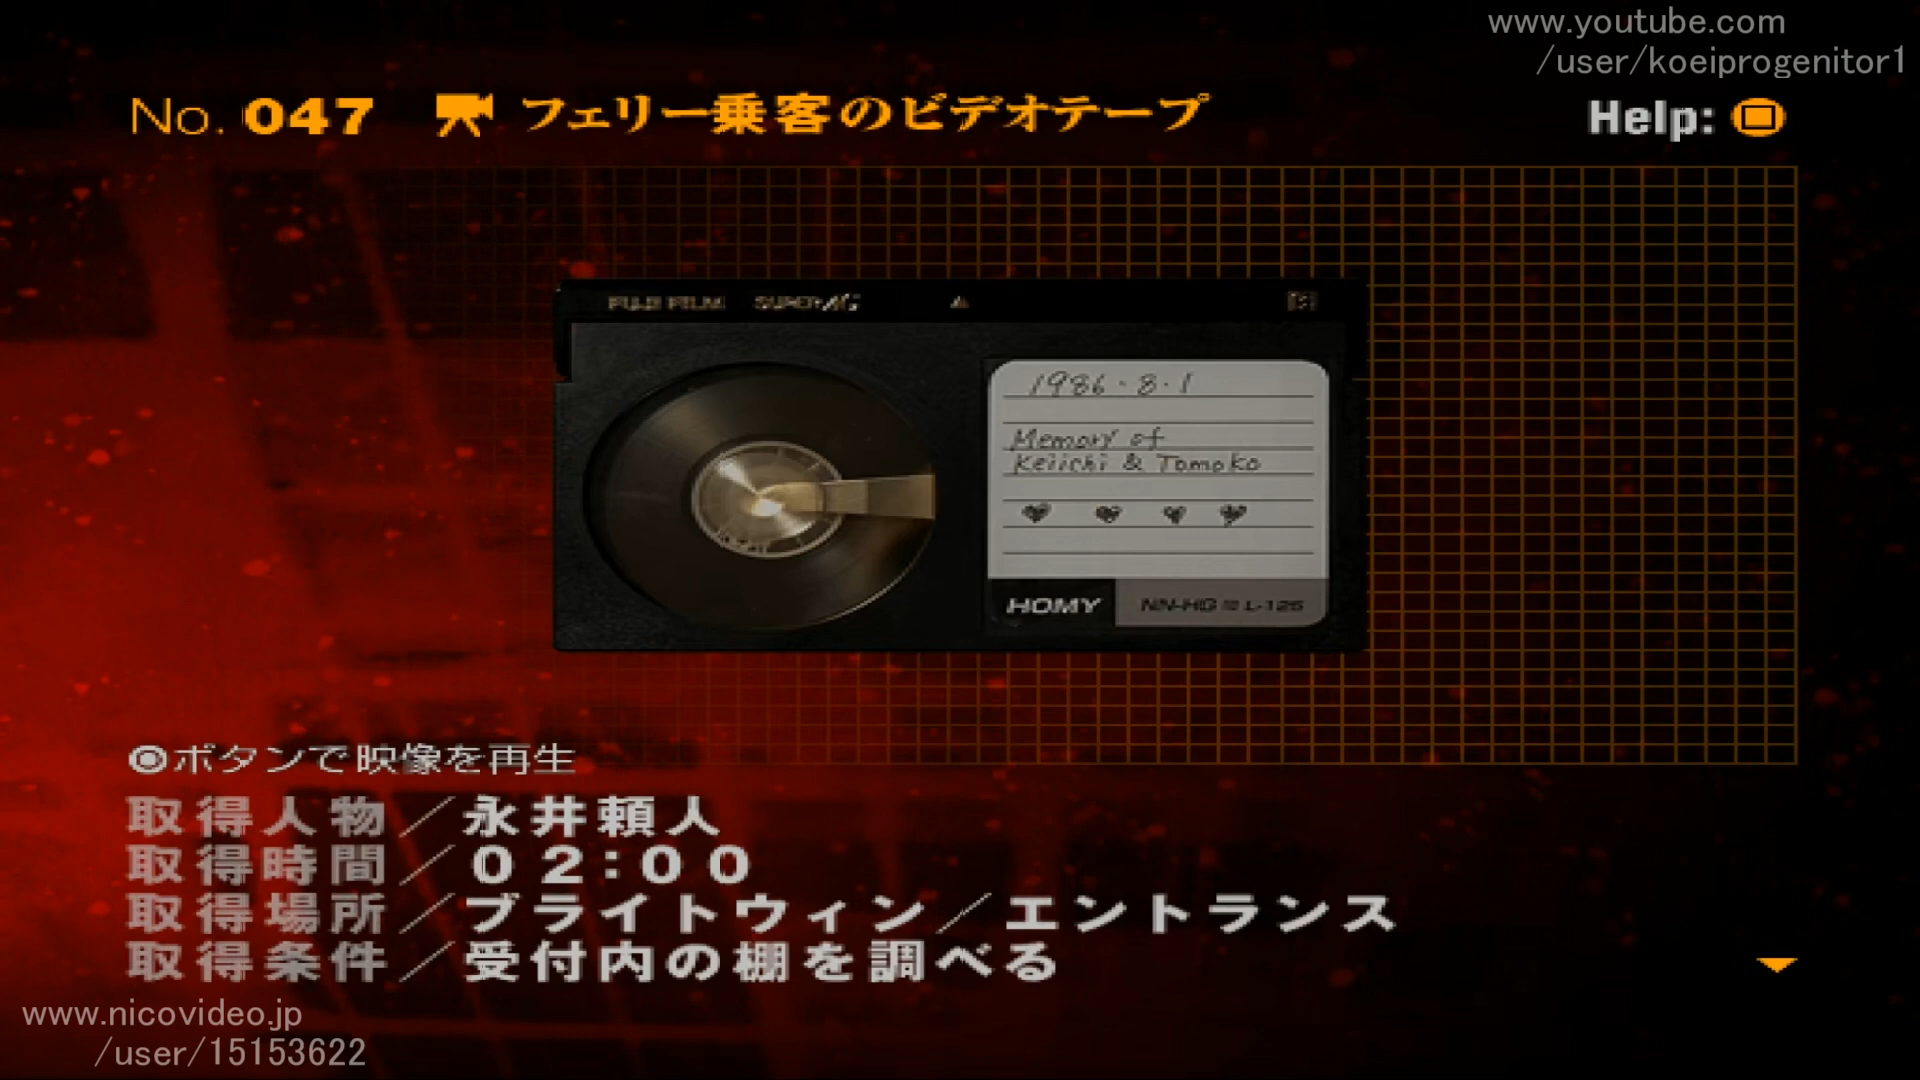 www.youtube.com
/user/koeiprogenitor1
No. 047 フェリー乗客のビデオテープ
Help:
FUJI FILM SUPER HG
1986・8・1
Memory of
Keiichi & Tomoko
HOMY
L-125
ボタンで映像を再生
取得人物／永井頼人
取得時間／02:00
取得場所／ブライトウィン／エントランス
取得条件／受付内の棚を調べる
www.nicovideo.jp
/user/15153622